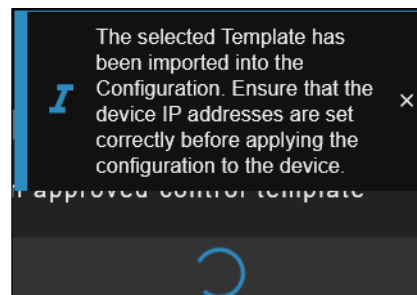 The selected Template has
been imported into the
Configuration. Ensure that the
device IP addresses are set
correctly before applying the
configuration to the device.
approved control template